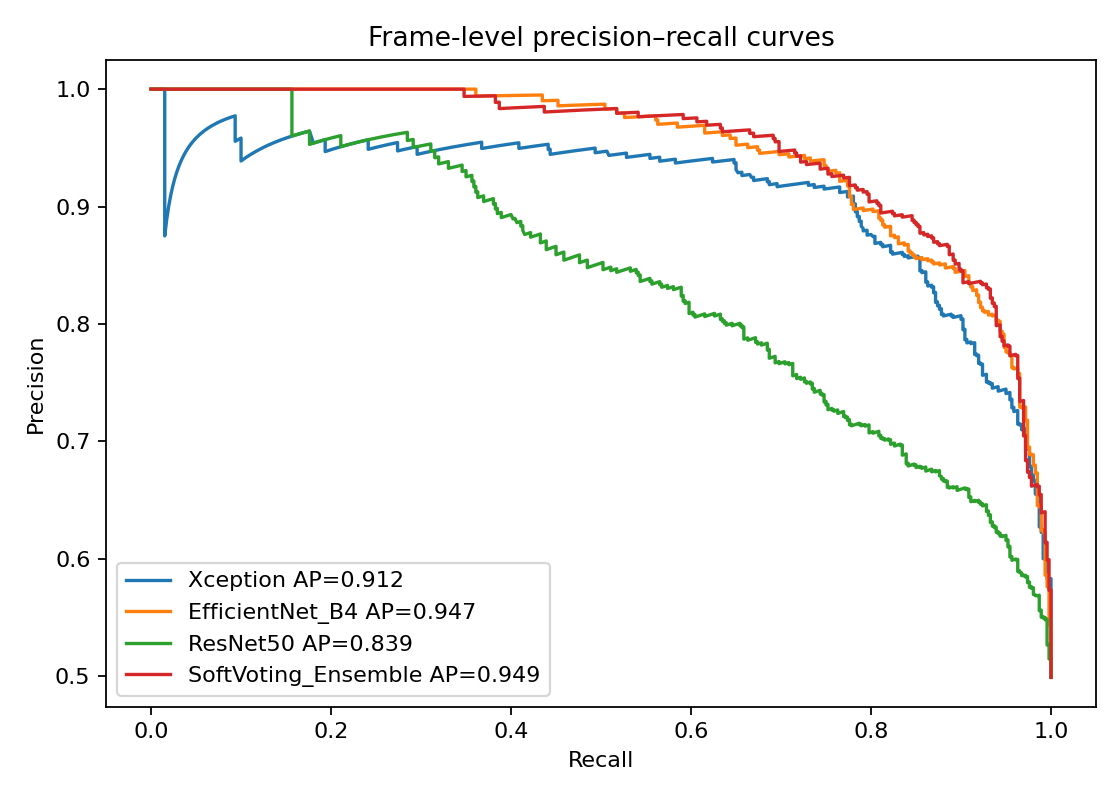 Frame-level precision–recall curves
Precision
1.0
0.9
0.8
0.7
0.6
0.5
Xception AP=0.912
EfficientNet_B4 AP=0.947
ResNet50 AP=0.839
SoftVoting_Ensemble AP=0.949
0.0 0.2 0.4 0.6 0.8 1.0
Recall